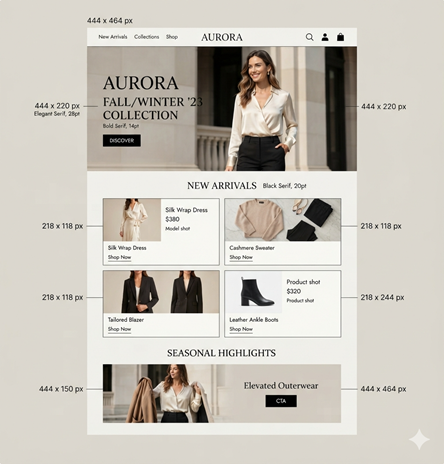 444 x 464 px
New Arrivals Collections Shop AURORA
AURORA
444 x 220 px
FALL/WINTER '23
444 x 220 px
Elegant Serif, 28pt
COLLECTION
Bold Serif, 14pt
DISCOVER
NEW ARRIVALS Black Serif, 20pt
Silk Wrap Dress
$380
218 x 118 px
Model shot
218 x 118 px
Silk Wrap Dress
Shop Now
Cashmere Sweater
Shop Now
Product shot
$320
218 x 118 px
Product shot
218 x 244 px
Tailored Blazer
Shop Now
Leather Ankle Boots
Shop Now
SEASONAL HIGHLIGHTS
444 x 150 px
Elevated Outerwear
444 x 464 px
CTA